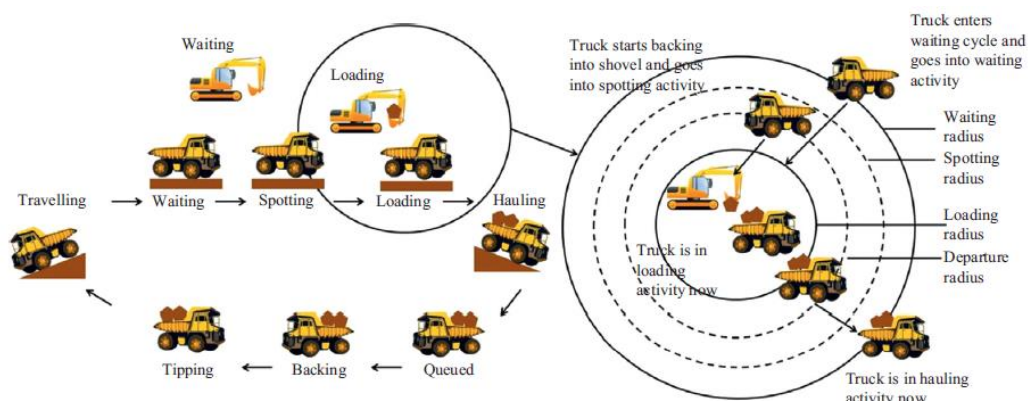 Waiting
Loading
Travelling
Waiting
Spotting
Loading
Hauling
Tipping
Backing
Queued
Truck starts backing
into shovel and goes
into spotting activity
Truck enters
waiting cycle and
goes into waiting
activity
Waiting
radius
Spotting
radius
Loading
radius
Departure
radius
Truck is in
loading
activity now
Truck is in hauling
activity now